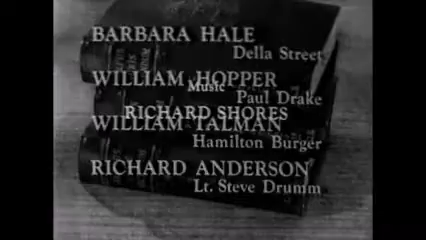 BARBARA HALE
Della Street
WILLIAM HOPPER
Music
Paul Drake
RICHARD SHORES
WILLIAM TALMAN
Hamilton Burger
RICHARD ANDERSON
Lt. Steve Drumm